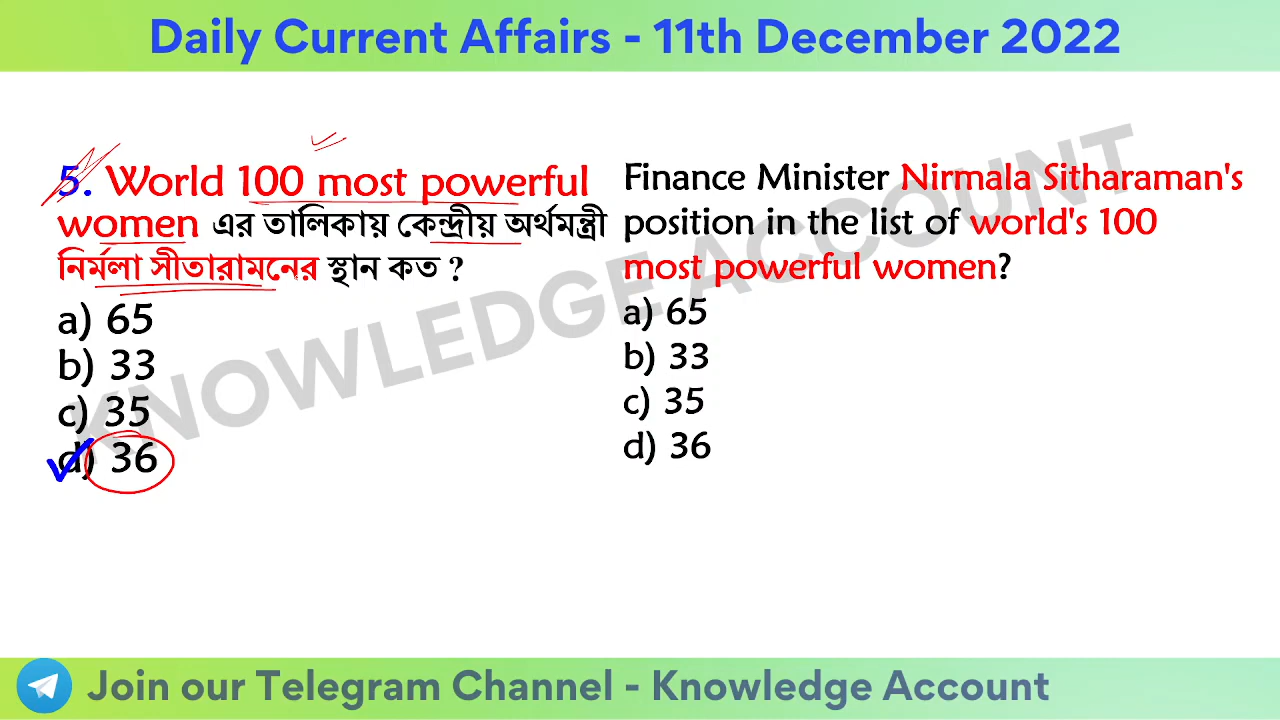 Daily Current Affairs - 11th December 2022
5. World 100 most powerful
women এর তালিকায় কেন্দ্রীয় অর্থমন্ত্রী
নির্মলা সীতারামনের স্থান কত ?
a) 65
b) 33
c) 35
d) 36
Finance Minister Nirmala Sitharaman's
position in the list of world's 100
most powerful women?
a) 65
b) 33
c) 35
d) 36
KNOWLEDGE ACCOUNT
Join our Telegram Channel - Knowledge Account